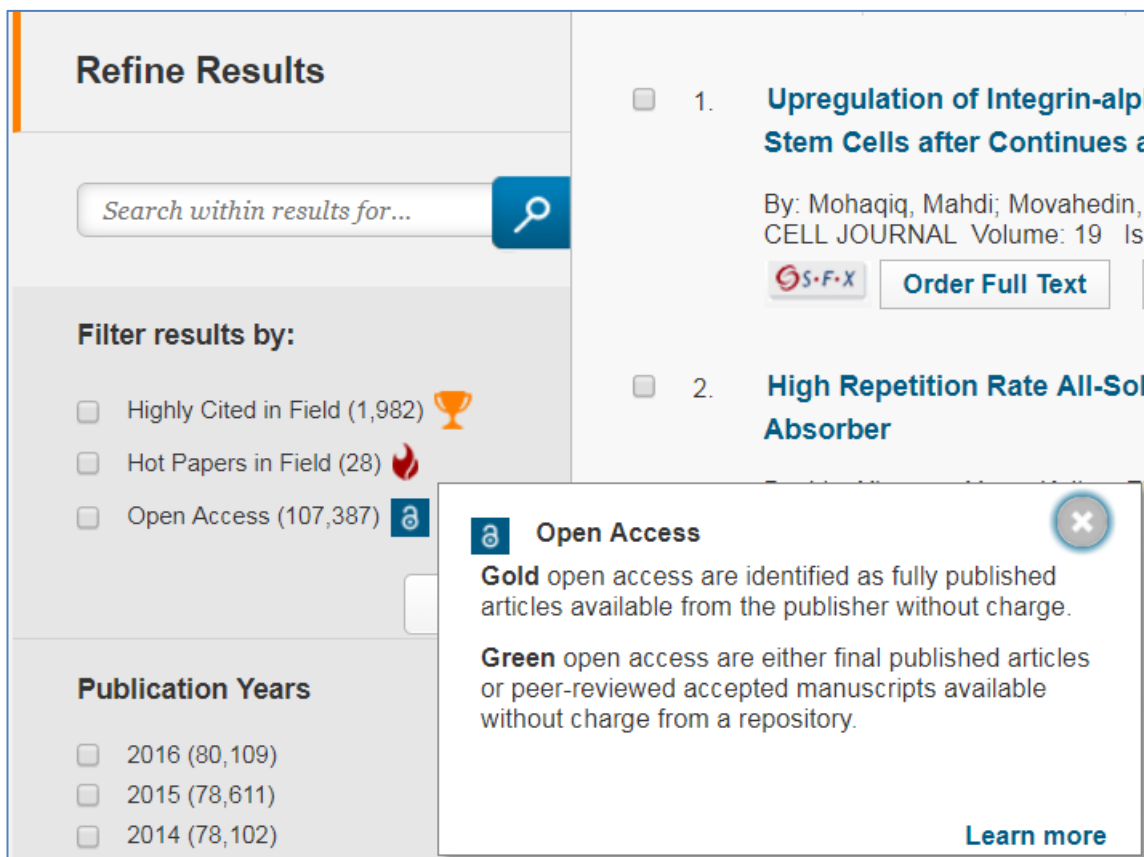 Refine Results
Search within results for...
Filter results by:
Highly Cited in Field (1,982)
Hot Papers in Field (28)
Open Access (107,387)
Publication Years
2016 (80,109)
2015 (78,611)
2014 (78,102)
1. Upregulation of Integrin-alp
Stem Cells after Continues a
By: Mohaqiq, Mahdi; Movahedin,
CELL JOURNAL Volume: 19 Is
S·F·X Order Full Text
2. High Repetition Rate All-Sol
Absorber
Open Access
Gold open access are identified as fully published
articles available from the publisher without charge.
Green open access are either final published articles
or peer-reviewed accepted manuscripts available
without charge from a repository.
Learn more